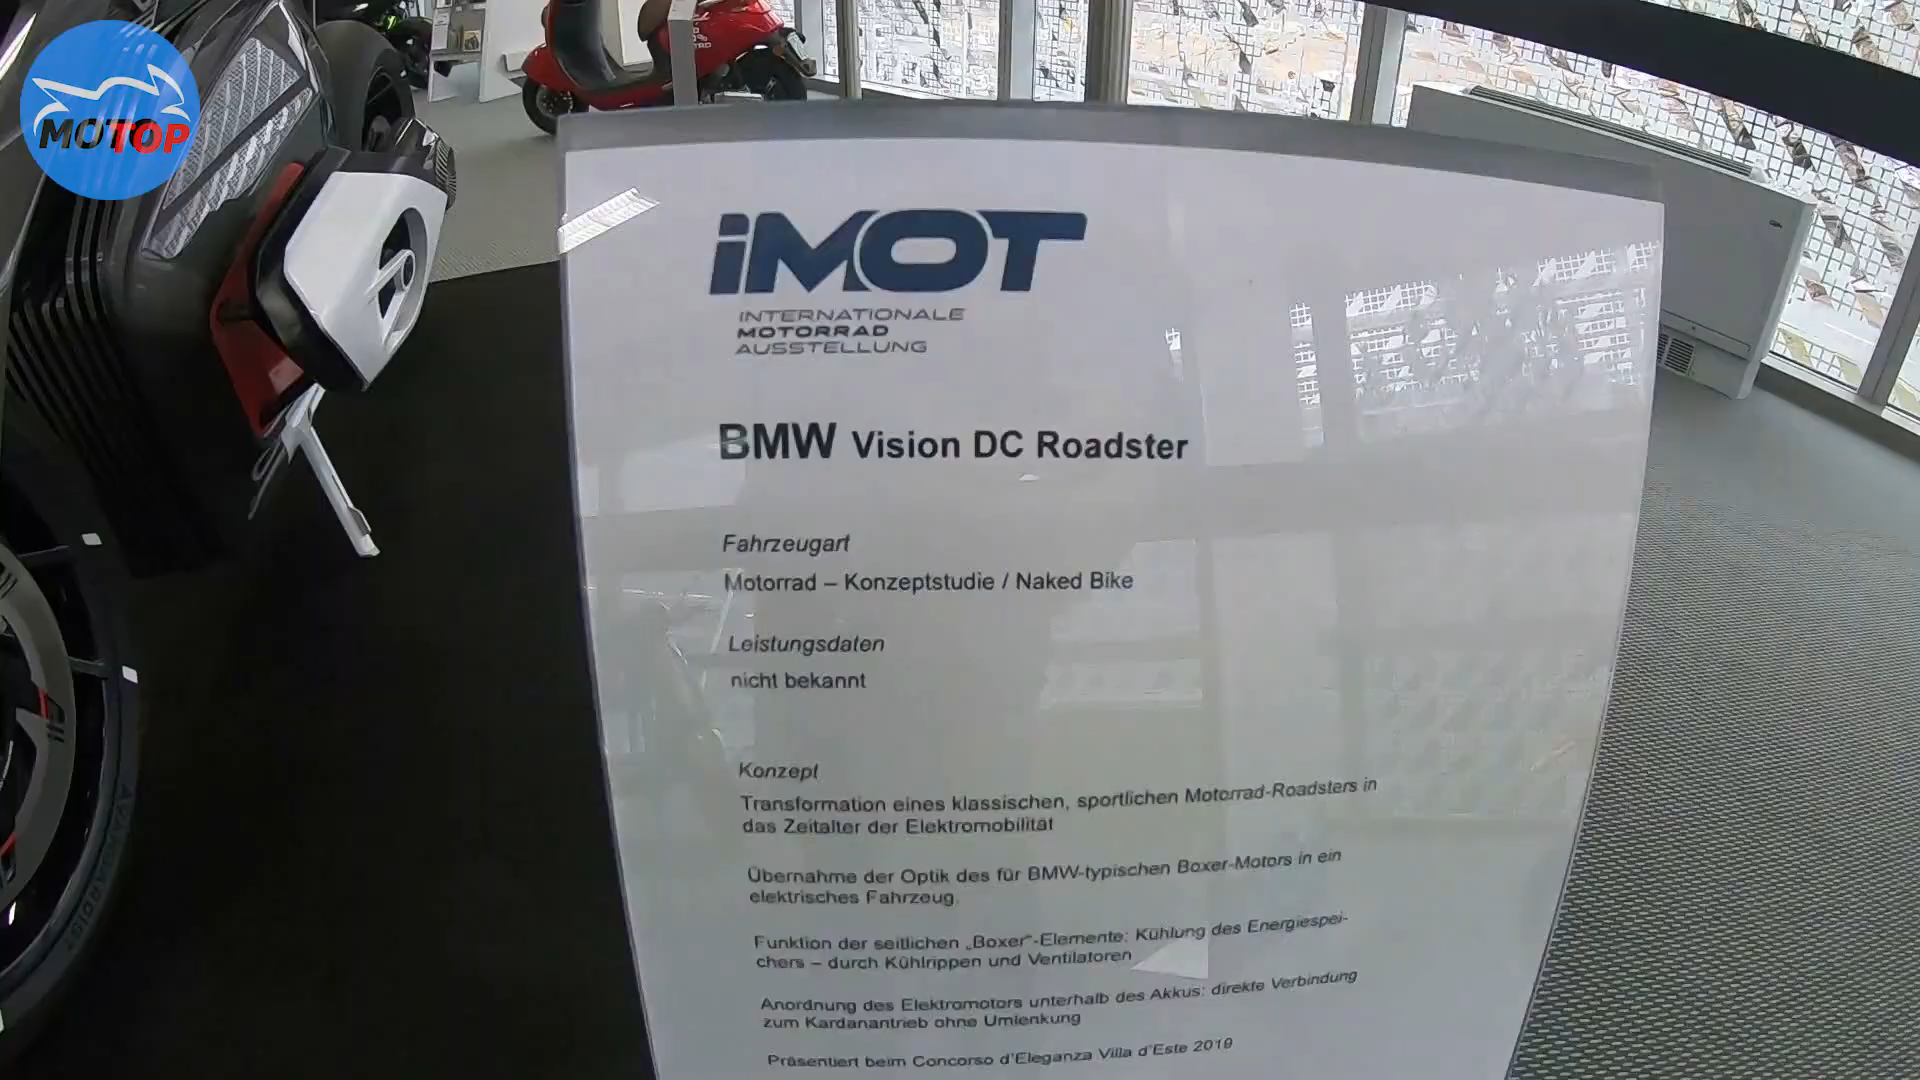 MOTOP
iMOT
INTERNATIONALE
MOTORRAD
AUSSTELLUNG
BMW Vision DC Roadster
Fahrzeugart
Motorrad – Konzeptstudie / Naked Bike
Leistungsdaten
nicht bekannt
Konzept
Transformation eines klassischen, sportlichen Motorrad-Roadsters in
das Zeitalter der Elektromobilität
Übernahme der Optik des für BMW-typischen Boxer-Motors in ein
elektrisches Fahrzeug.
Funktion der seitlichen „Boxer“-Elemente: Kühlung des Energiespei-
chers – durch Kühlrippen und Ventilatoren
Anordnung des Elektromotors unterhalb des Akkus: direkte Verbindung
zum Kardanantrieb ohne Umlenkung
Präsentiert beim Concorso d'Eleganza Villa d'Este 2019